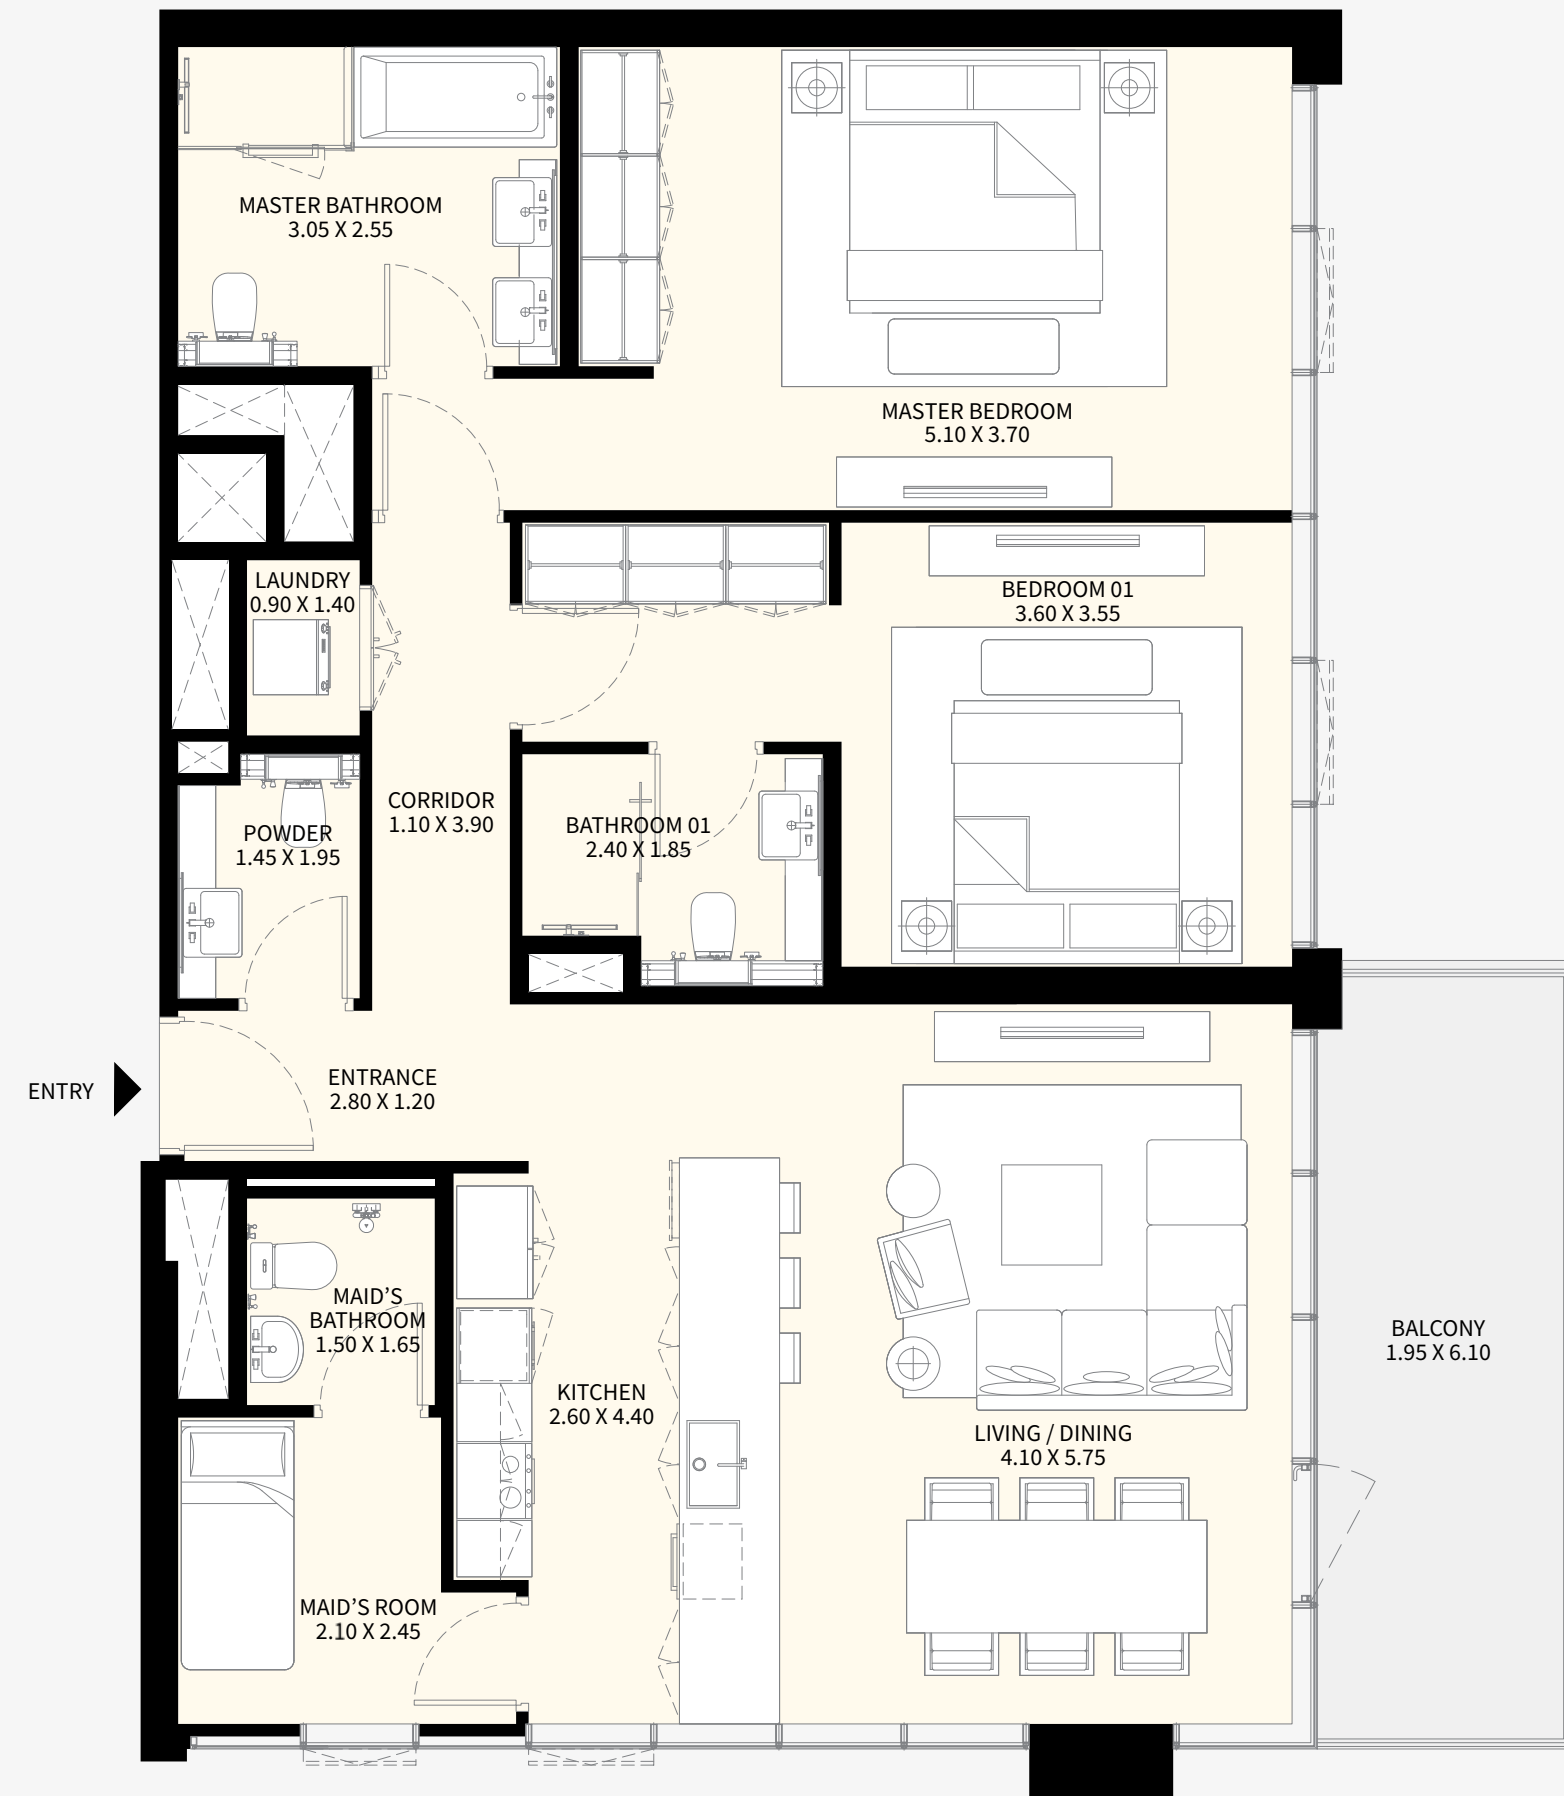 MASTER BATHROOM
3.05 X 2.55
MASTER BEDROOM
5.10 X 3.70
LAUNDRY
0.90 X 1.40
BEDROOM 01
3.60 X 3.55
CORRIDOR
1.10 X 3.90
POWDER
1.45 X 1.95
BATHROOM 01
2.40 X 1.85
ENTRY
ENTRANCE
2.80 X 1.20
MAID’S
BATHROOM
1.50 X 1.65
KITCHEN
2.60 X 4.40
LIVING / DINING
4.10 X 5.75
BALCONY
1.95 X 6.10
MAID’S ROOM
2.10 X 2.45